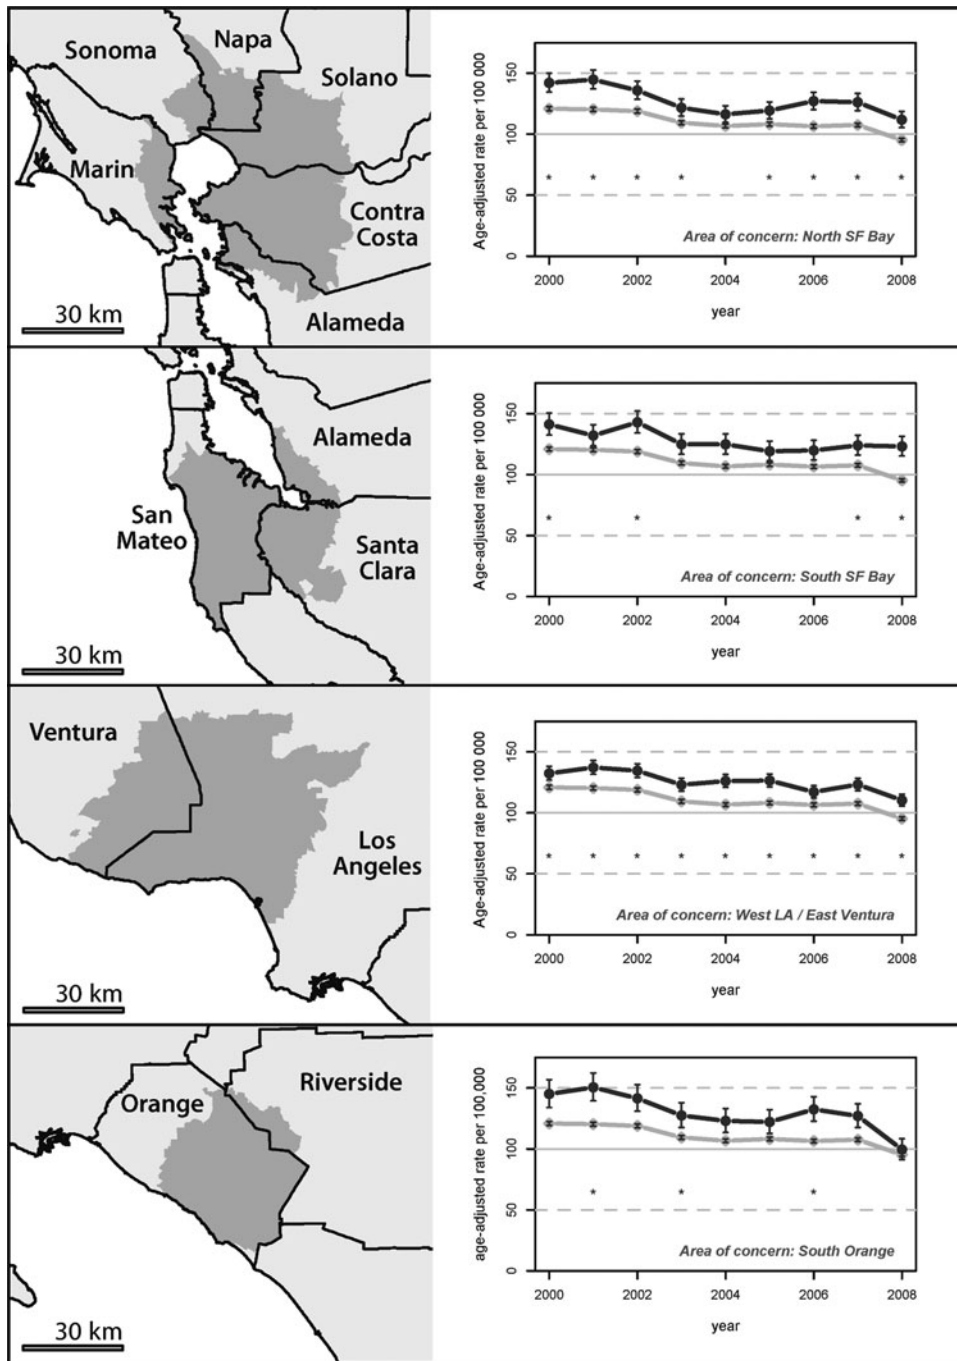 Sonoma
Napa
Solano
Marin
Contra
Costa
Alameda
30 km
Age-adjusted rate per 100 000
150
100
50
0
* * * * * * * *
Area of concern: North SF Bay
2000 2002 2004 2006 2008
year
Alameda
San
Mateo
Santa
Clara
30 km
Age-adjusted rate per 100 000
150
100
50
0
* * * *
Area of concern: South SF Bay
2000 2002 2004 2006 2008
year
Ventura
Los
Angeles
30 km
Age-adjusted rate per 100 000
150
100
50
0
* * * * * * * * *
Area of concern: West LA / East Ventura
2000 2002 2004 2006 2008
year
Riverside
Orange
30 km
age-adjusted rate per 100,000
150
100
50
0
* * *
Area of concern: South Orange
2000 2002 2004 2006 2008
year